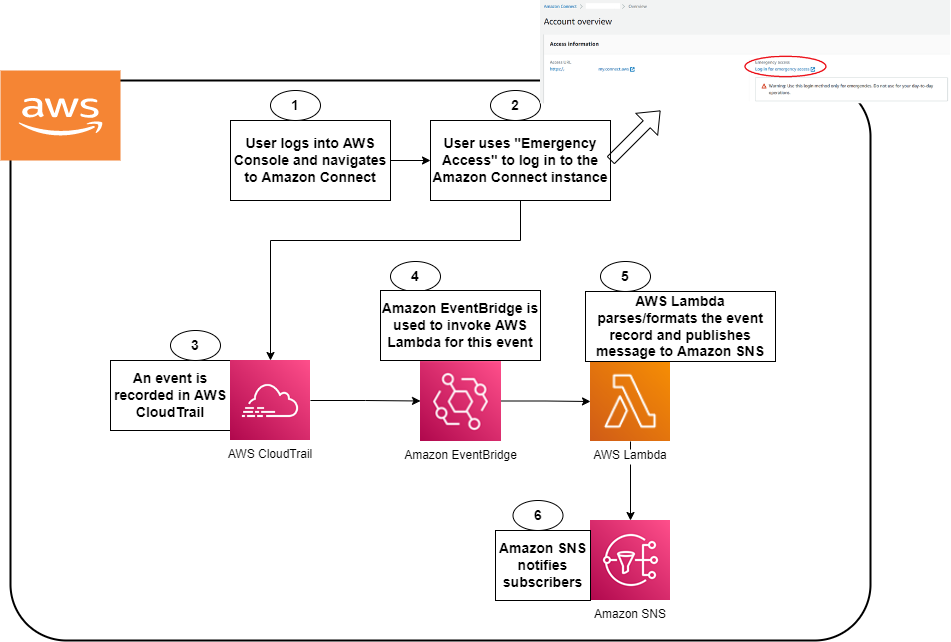 Amazon Connect > > Overview
Account overview
Access information
Access URL
https://
my.connect.aws
Emergency access
Log in for emergency access
Warning: Use this login method only for emergencies. Do not use for your day-to-day
operations.
aws
1
User logs into AWS
Console and navigates
to Amazon Connect
2
User uses "Emergency
Access" to log in to the
Amazon Connect instance
3
An event is
recorded in AWS
CloudTrail
AWS CloudTrail
4
Amazon EventBridge is
used to invoke AWS
Lambda for this event
Amazon EventBridge
5
AWS Lambda
parses/formats the event
record and publishes
message to Amazon SNS
AWS Lambda
6
Amazon SNS
notifies
subscribers
Amazon SNS